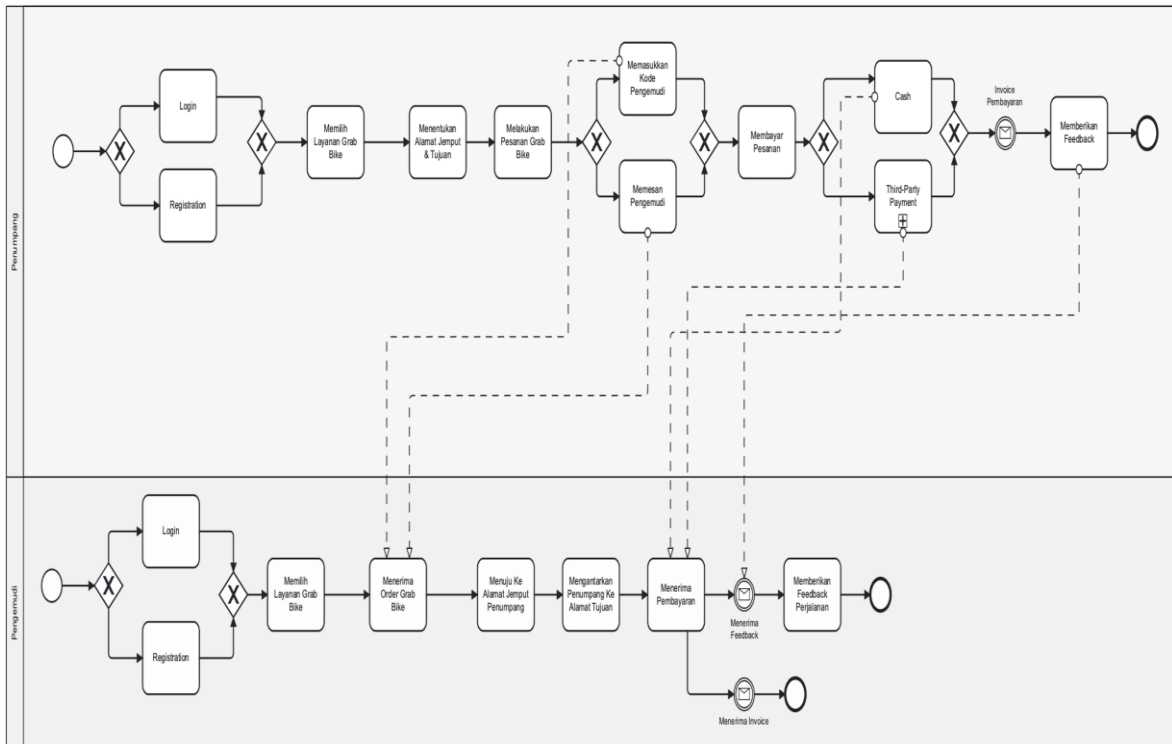 Penumpang
Login
Registration
Memilih
Layanan Grab
Bike
Menentukan
Alamat Jemput
& Tujuan
Melakukan
Pesanan Grab
Bike
Memasukkan
Kode
Pengemudi
Memesan
Pengemudi
Membayar
Pesanan
Cash
Third-Party
Payment
Invoice
Pembayaran
Memberikan
Feedback
Pengemudi
Login
Registration
Memilih
Layanan Grab
Bike
Menerima
Order Grab
Bike
Menuju Ke
Alamat Jemput
Penumpang
Mengantarkan
Penumpang Ke
Alamat Tujuan
Menerima
Pembayaran
Menerima
Feedback
Memberikan
Feedback
Perjalanan
Menerima Invoice